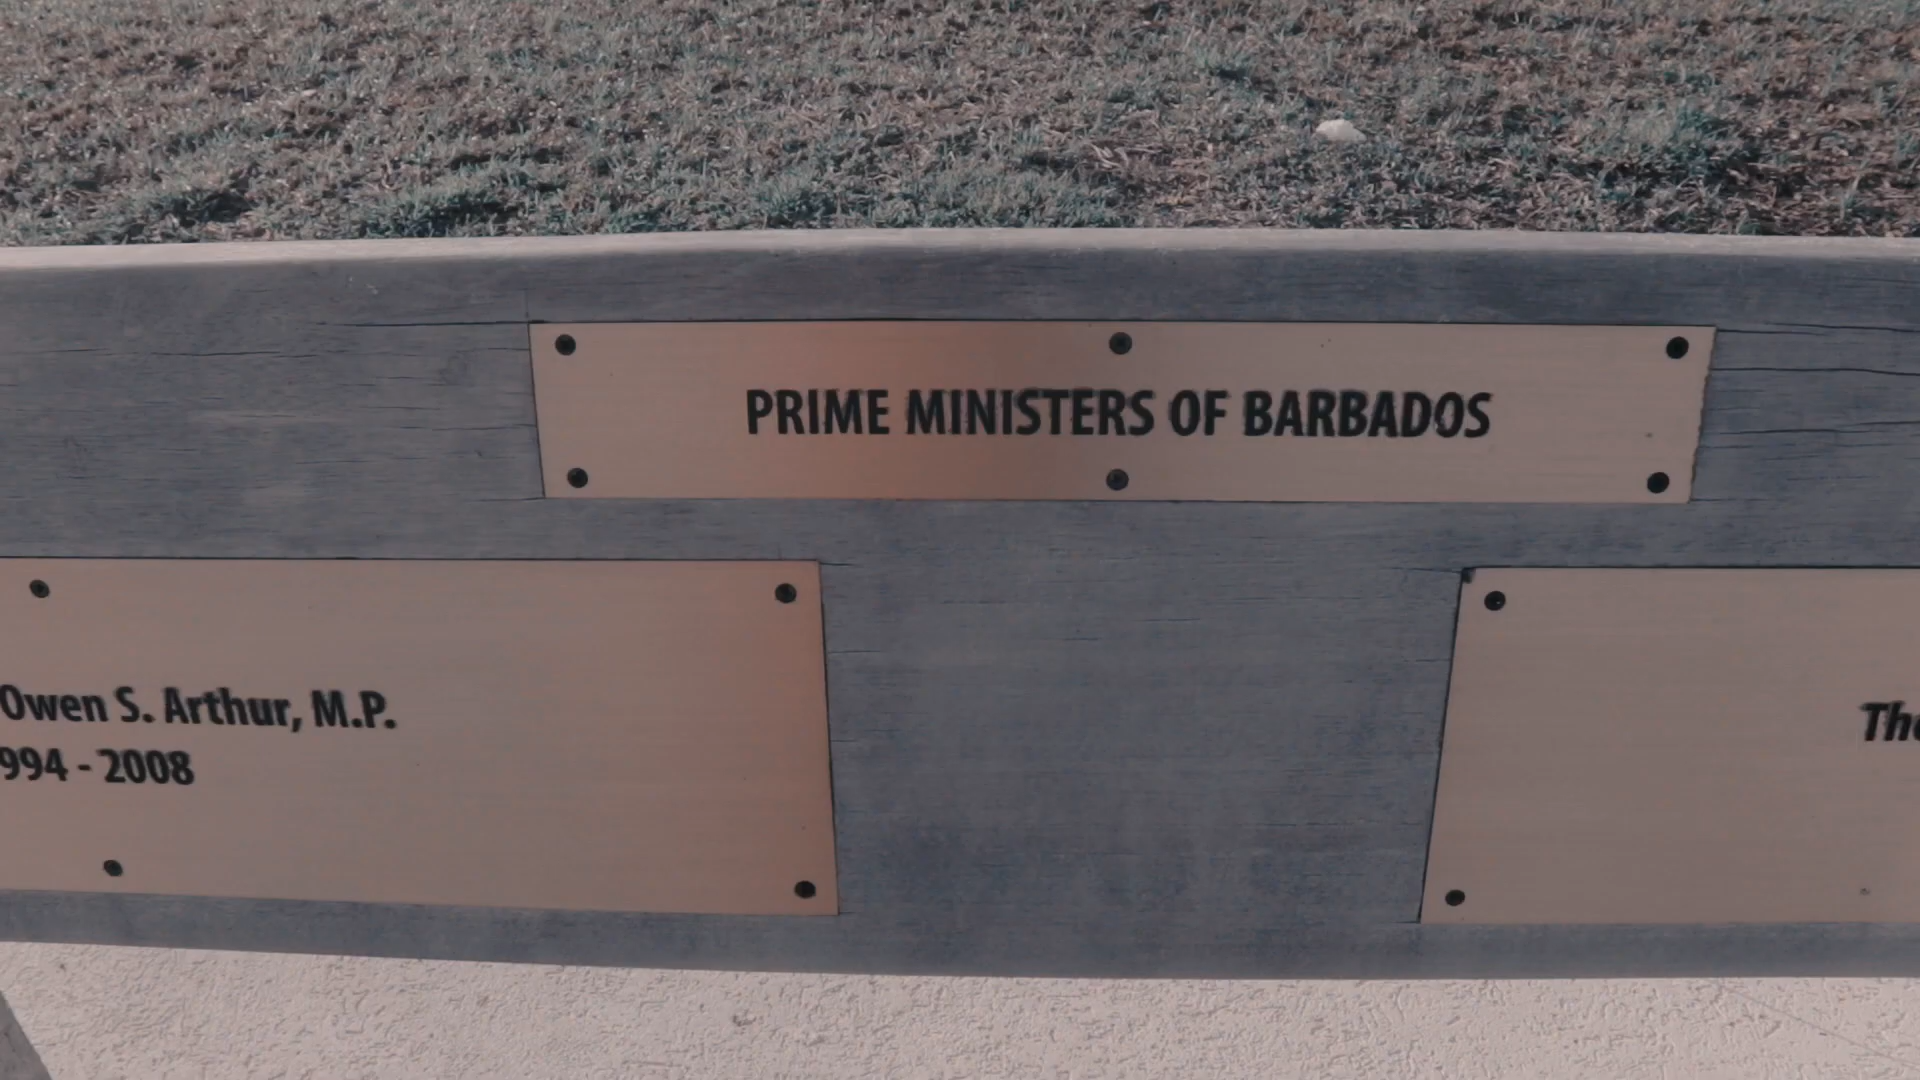 PRIME MINISTERS OF BARBADOS
Owen S. Arthur, M.P.
994 - 2008